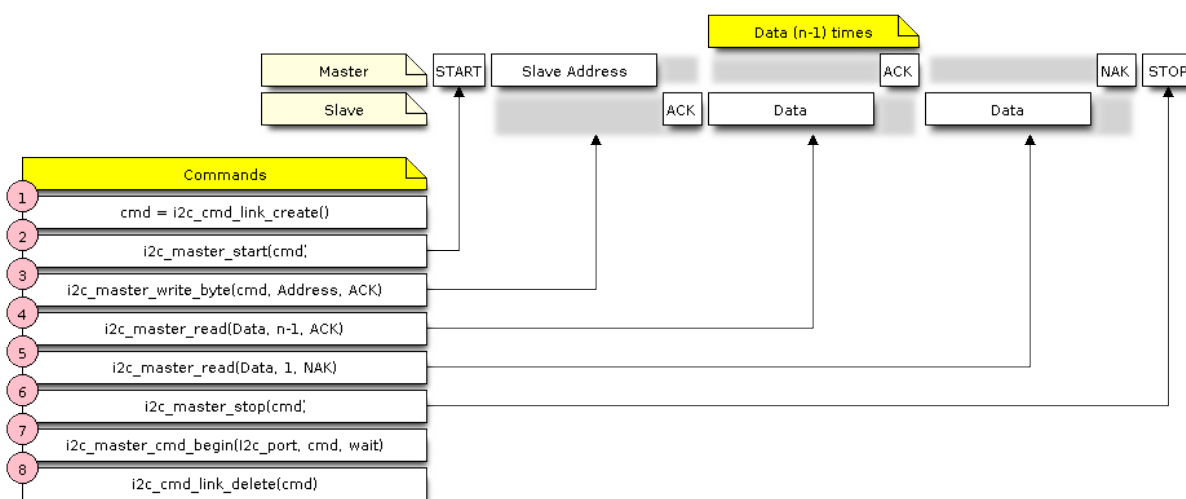 Data (n-1) times
Master START Slave Address ACK NAK STOP
Slave ACK Data Data
Commands
1 cmd = i2c_cmd_link_create()
2 i2c_master_start(cmd)
3 i2c_master_write_byte(cmd, Address, ACK)
4 i2c_master_read(Data, n-1, ACK)
5 i2c_master_read(Data, 1, NAK)
6 i2c_master_stop(cmd)
7 i2c_master_cmd_begin(I2c_port, cmd, wait)
8 i2c_cmd_link_delete(cmd)